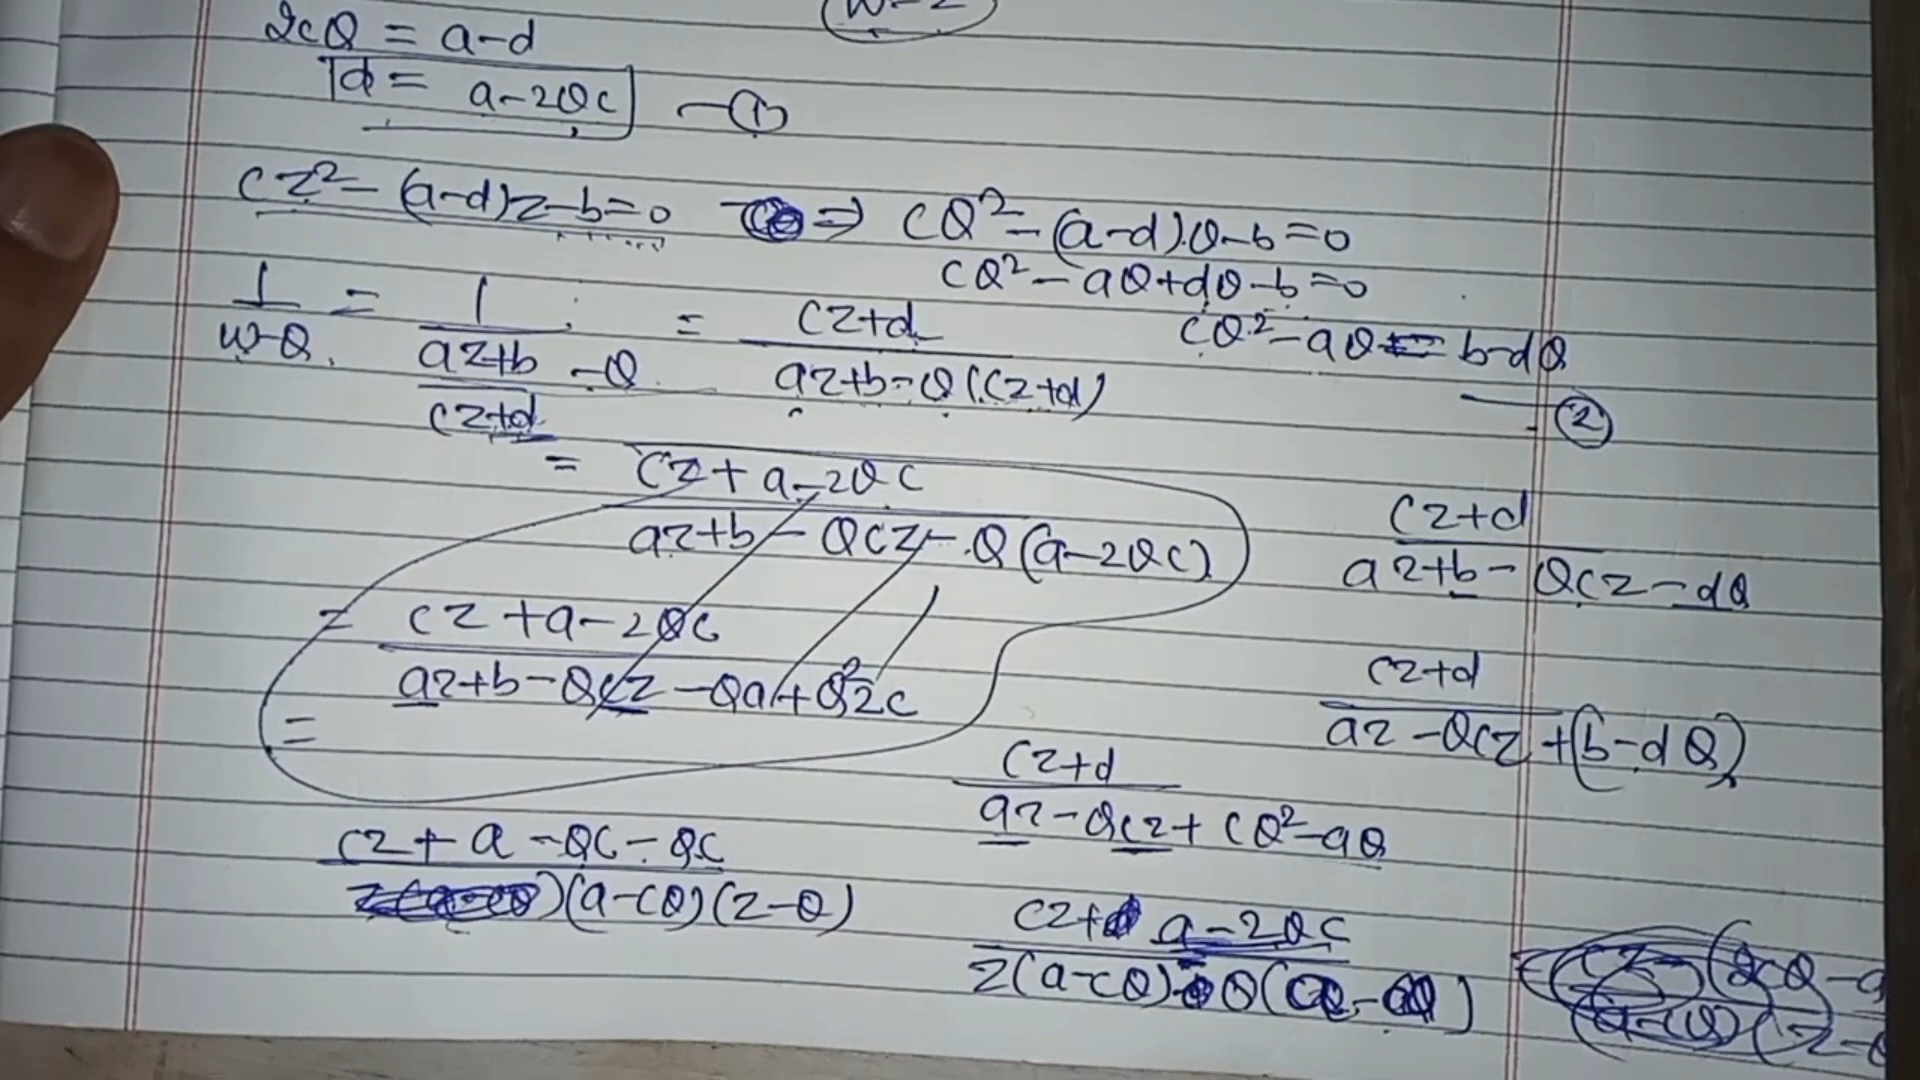 2cQ = a-d
d = a-2Qc —①
cz²-(a-d)z-b=0 ⇒ cQ²-(a-d).Q-b=0
cQ²-aQ+dQ-b=0
cQ²-aQ = b-dQ —②
1/(w-Q) = 1/((az+b)/(cz+d) - Q) = (cz+d)/(az+b-Q(cz+d))
= (cz+a-2Qc)/(az+b-Qcz-Q(a-2Qc))
(cz+d)/(az+b-Qcz-dQ)
= (cz+a-2Qc)/(az+b-Qcz-Qa+Q²2c)
(cz+d)/(az-Qcz+(b-dQ))
=
(cz+d)/(az-Qcz+cQ²-aQ)
(cz+a-Qc-Qc)/((a-cQ)(z-Q))
(cz+a-2Qc)/(z(a-cQ)